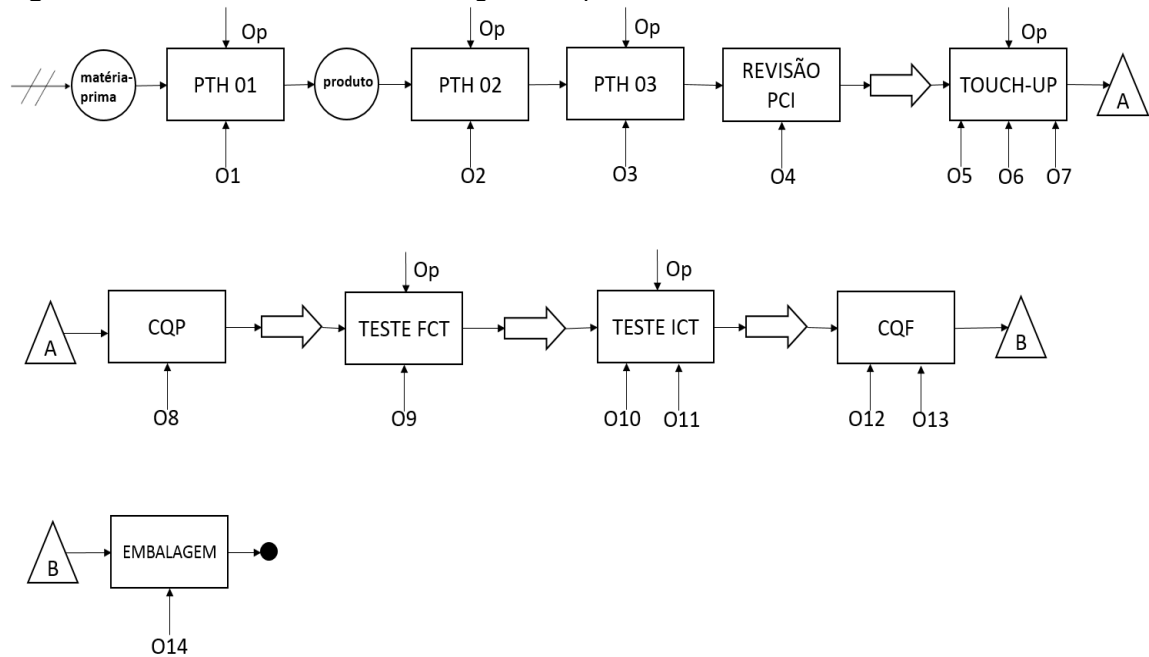 Op
Op
Op
Op
matéria-
prima
PTH 01
produto
PTH 02
PTH 03
REVISÃO
PCI
TOUCH-UP
A
O1
O2
O3
O4
O5
O6
O7
Op
Op
A
CQP
TESTE FCT
TESTE ICT
CQF
B
O8
O9
O10
O11
O12
O13
B
EMBALAGEM
O14